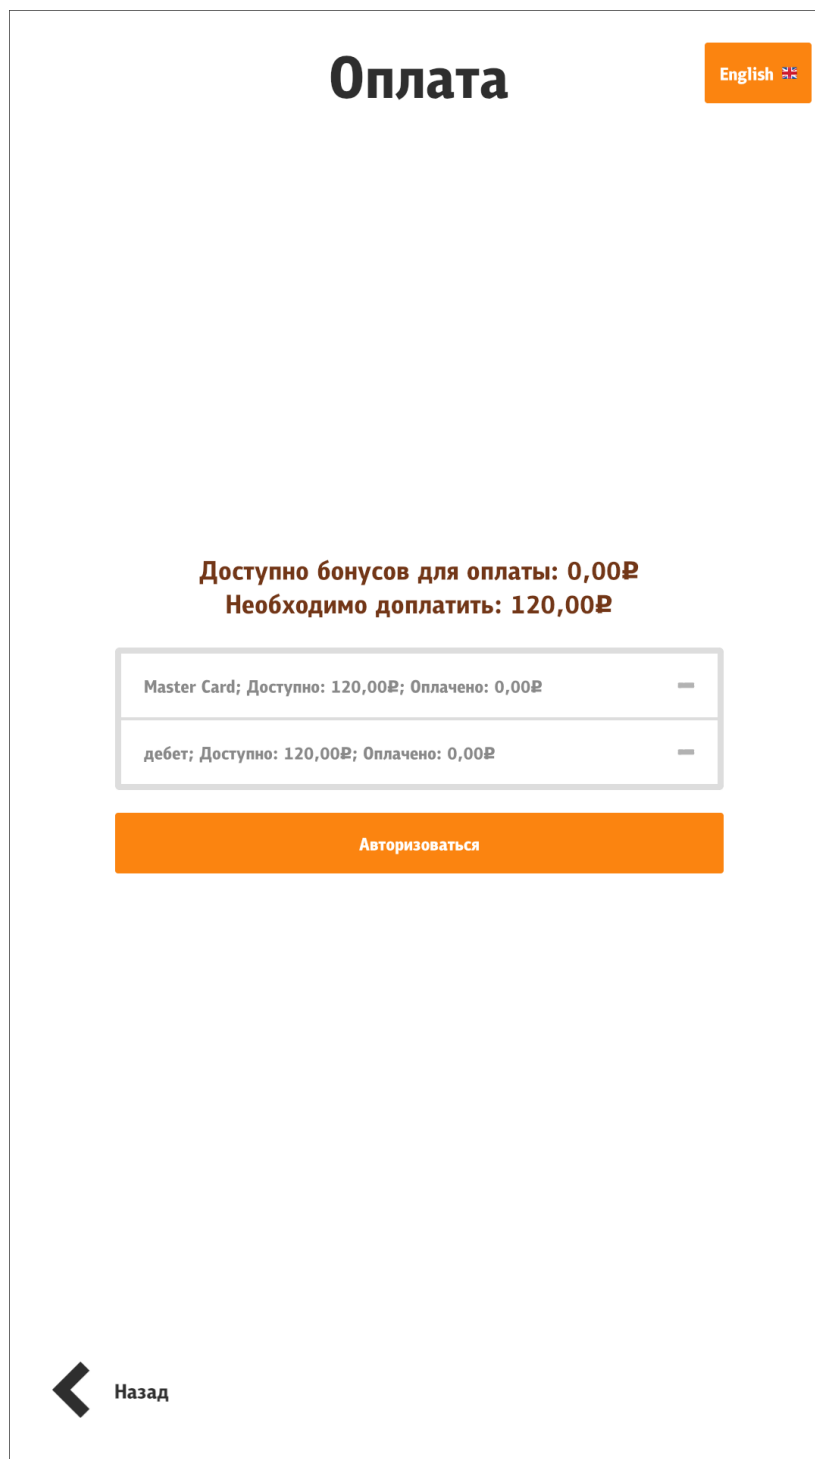 Оплата
English
Доступно бонусов для оплаты: 0,00₽
Необходимо доплатить: 120,00₽
Master Card; Доступно: 120,00₽; Оплачено: 0,00₽
дебет; Доступно: 120,00₽; Оплачено: 0,00₽
Авторизоваться
Назад